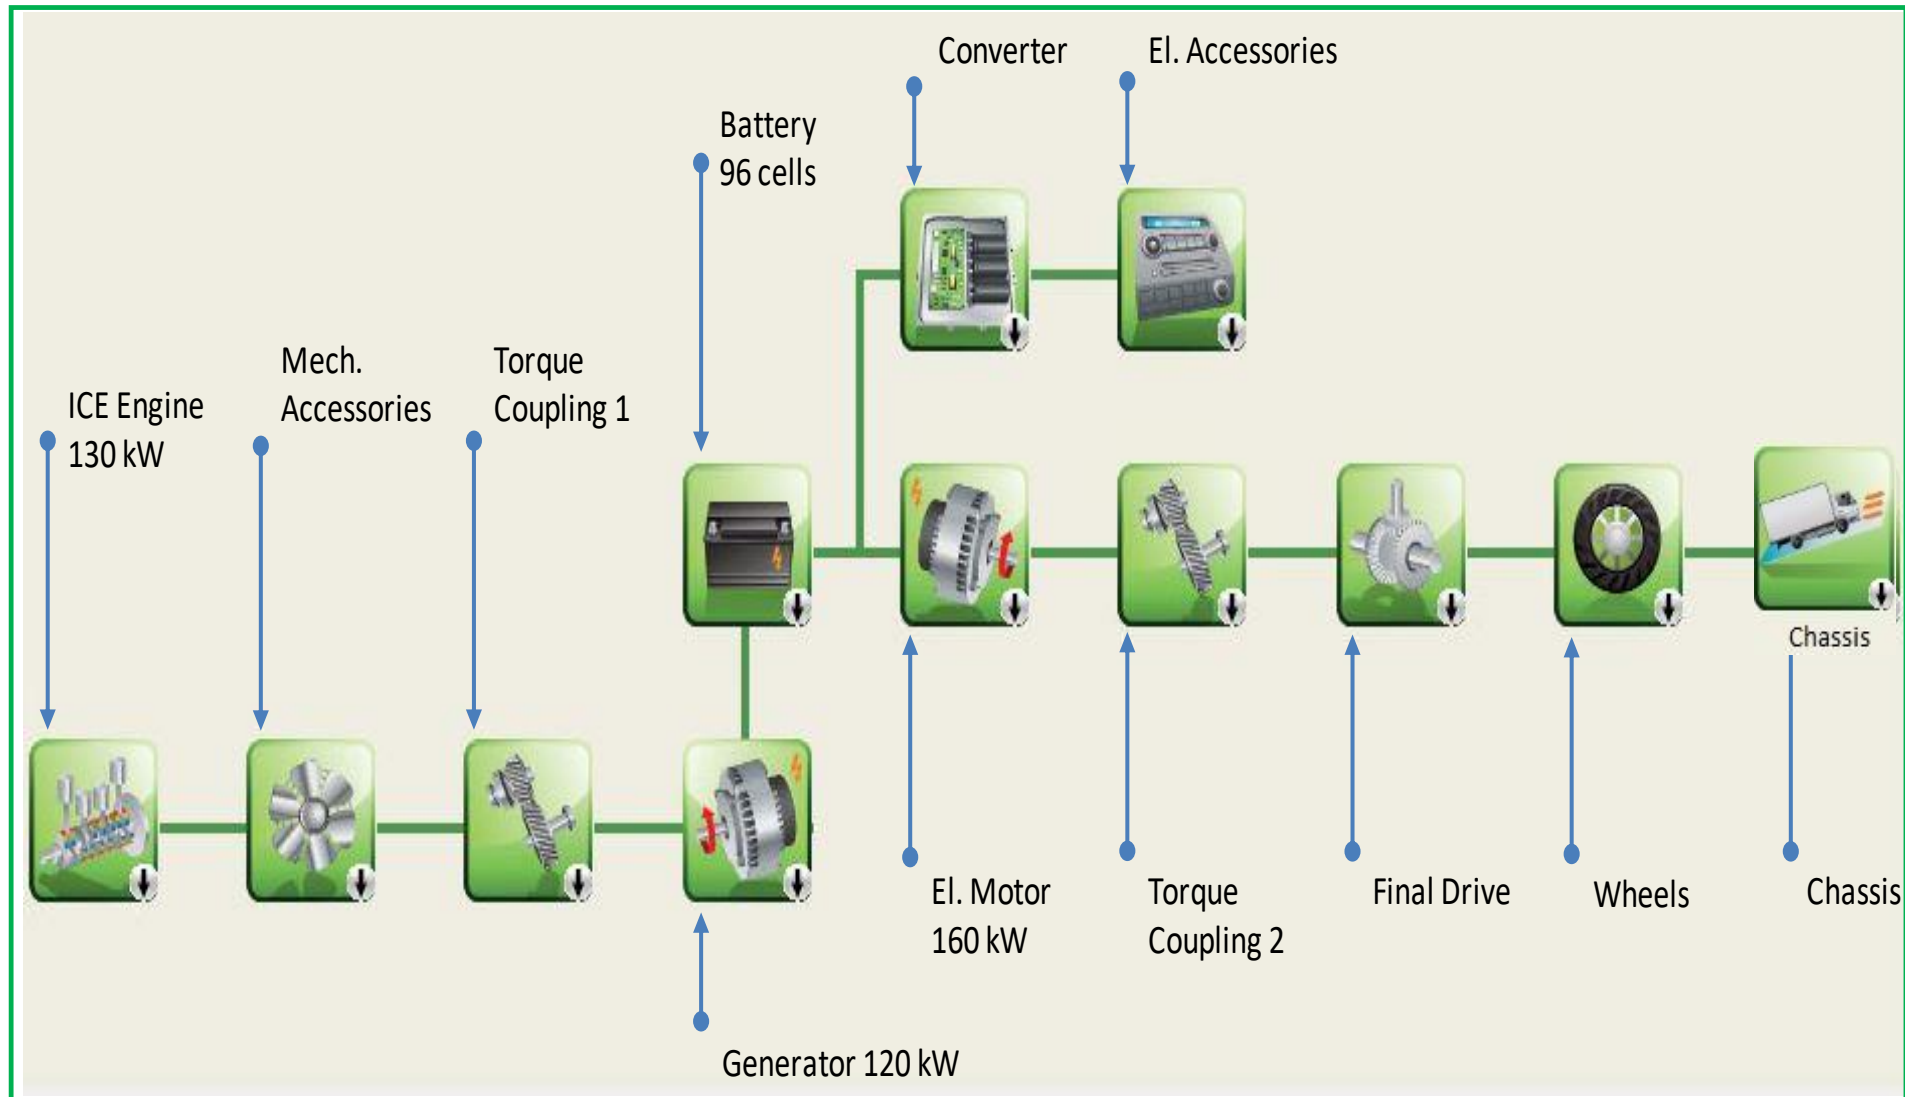 Converter
El. Accessories
Battery
96 cells
Mech.
Accessories
Torque
Coupling 1
ICE Engine
130 kW
Chassis
El. Motor
160 kW
Torque
Coupling 2
Final Drive
Wheels
Chassis
Generator 120 kW